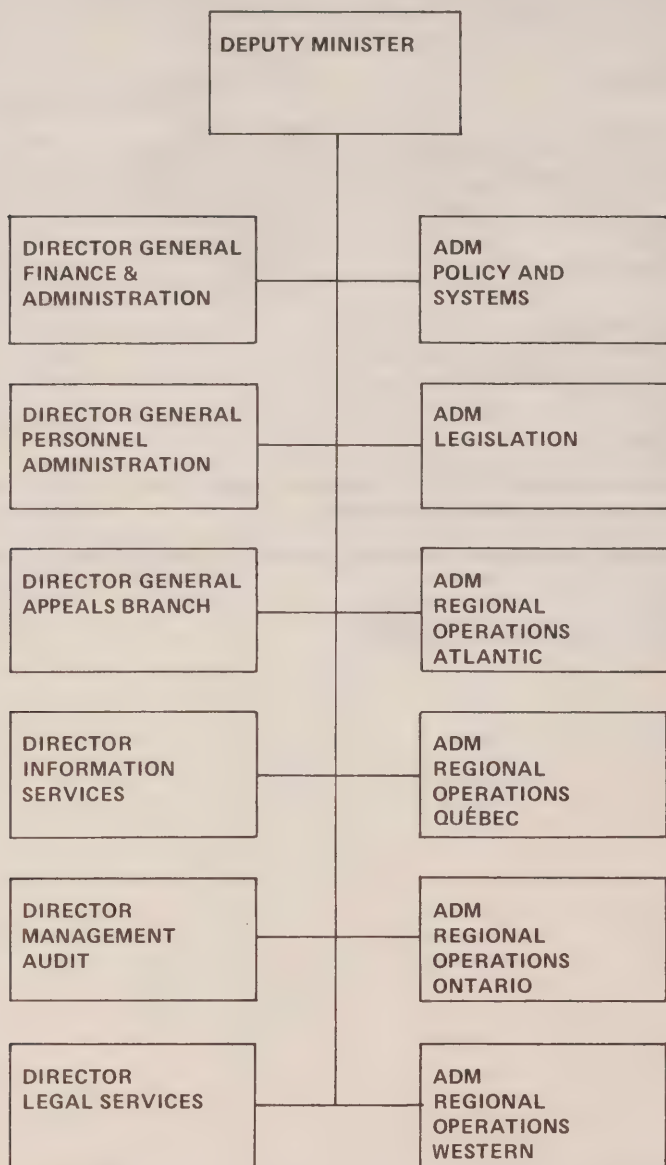 DEPUTY MINISTER
DIRECTOR GENERAL
FINANCE &
ADMINISTRATION
ADM
POLICY AND
SYSTEMS
DIRECTOR GENERAL
PERSONNEL
ADMINISTRATION
ADM
LEGISLATION
DIRECTOR GENERAL
APPEALS BRANCH
ADM
REGIONAL
OPERATIONS
ATLANTIC
DIRECTOR
INFORMATION
SERVICES
ADM
REGIONAL
OPERATIONS
QUÉBEC
DIRECTOR
MANAGEMENT
AUDIT
ADM
REGIONAL
OPERATIONS
ONTARIO
DIRECTOR
LEGAL SERVICES
ADM
REGIONAL
OPERATIONS
WESTERN